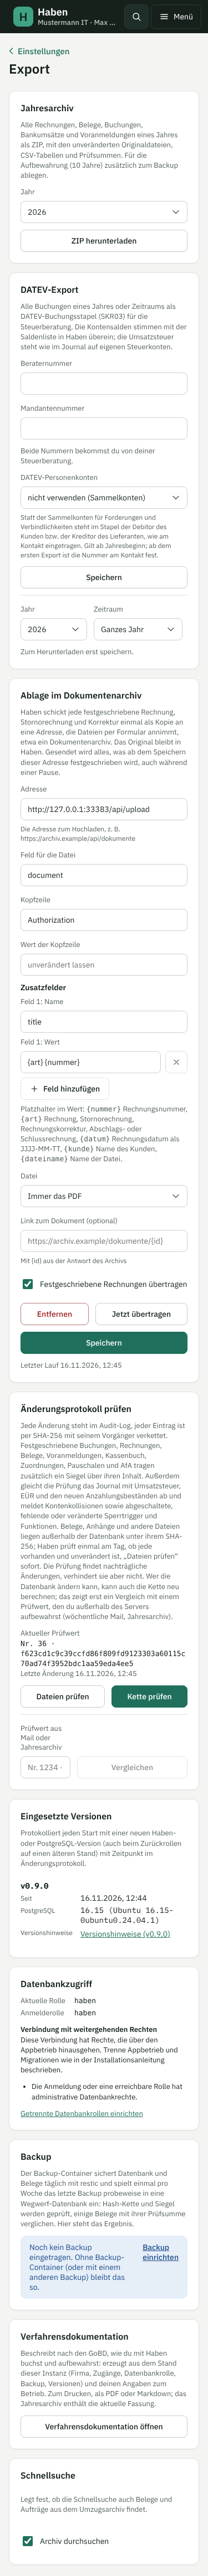 H
Haben
Mustermann IT · Max ...
Menü
Einstellungen
Export
Jahresarchiv
Alle Rechnungen, Belege, Buchungen,
Bankumsätze und Voranmeldungen eines Jahres
als ZIP, mit den unveränderten Originaldateien,
CSV-Tabellen und Prüfsummen. Für die
Aufbewahrung (10 Jahre) zusätzlich zum Backup
ablegen.
Jahr
2026
ZIP herunterladen
DATEV-Export
Alle Buchungen eines Jahres oder Zeitraums als
DATEV-Buchungsstapel (SKR03) für die
Steuerberatung. Die Kontensalden stimmen mit der
Saldenliste in Haben überein; die Umsatzsteuer
steht wie im Journal auf eigenen Steuerkonten.
Beraternummer
Mandantennummer
Beide Nummern bekommst du von deiner
Steuerberatung.
DATEV-Personenkonten
nicht verwenden (Sammelkonten)
Statt der Sammelkonten für Forderungen und
Verbindlichkeiten steht im Stapel der Debitor des
Kunden bzw. der Kreditor des Lieferanten, wie am
Kontakt eingetragen. Gilt ab Jahresbeginn; ab dem
ersten Export ist die Nummer am Kontakt fest.
Speichern
Jahr
Zeitraum
2026
Ganzes Jahr
Zum Herunterladen erst speichern.
Ablage im Dokumentenarchiv
Haben schickt jede festgeschriebene Rechnung,
Stornorechnung und Korrektur einmal als Kopie an
eine Adresse, die Dateien per Formular annimmt,
etwa ein Dokumentenarchiv. Das Original bleibt in
Haben. Gesendet wird alles, was ab dem Speichern
dieser Adresse festgeschrieben wird, auch während
einer Pause.
Adresse
http://127.0.0.1:33383/api/upload
Die Adresse zum Hochladen, z. B.
https://archiv.example/api/dokumente
Feld für die Datei
document
Kopfzeile
Authorization
Wert der Kopfzeile
unverändert lassen
Zusatzfelder
Feld 1: Name
title
Feld 1: Wert
{art} {nummer}
Feld hinzufügen
Platzhalter im Wert: {nummer} Rechnungsnummer,
{art} Rechnung, Stornorechnung,
Rechnungskorrektur, Abschlags- oder
Schlussrechnung, {datum} Rechnungsdatum als
JJJJ-MM-TT, {kunde} Name des Kunden,
{dateiname} Name der Datei.
Datei
Immer das PDF
Link zum Dokument (optional)
https://archiv.example/dokumente/{id}
Mit {id} aus der Antwort des Archivs
Festgeschriebene Rechnungen übertragen
Entfernen
Jetzt übertragen
Speichern
Letzter Lauf 16.11.2026, 12:45
Änderungsprotokoll prüfen
Jede Änderung steht im Audit-Log, jeder Eintrag ist
per SHA-256 mit seinem Vorgänger verkettet.
Festgeschriebene Buchungen, Rechnungen,
Belege, Voranmeldungen, Kassenbuch,
Zuordnungen, Pauschalen und AfA tragen
zusätzlich ein Siegel über ihren Inhalt. Außerdem
gleicht die Prüfung das Journal mit Umsatzsteuer,
EÜR und den neuen Anzahlungsbeständen ab und
meldet Kontenkollisionen sowie abgeschaltete,
fehlende oder veränderte Sperrtrigger und
Funktionen. Belege, Anhänge und andere Dateien
liegen außerhalb der Datenbank unter ihrem SHA-
256; Haben prüft einmal am Tag, ob jede
vorhanden und unverändert ist, „Dateien prüfen“
sofort. Die Prüfung findet nachträgliche
Änderungen, verhindert sie aber nicht. Wer die
Datenbank ändern kann, kann auch die Kette neu
berechnen; das zeigt erst ein Vergleich mit einem
Prüfwert, den du außerhalb des Servers
aufbewahrst (wöchentliche Mail, Jahresarchiv).
Aktueller Prüfwert
Nr. 36 ·
f623cd1c9c39ccfd86f809fd9123303a60115c
70ad74f3952bdc1aa59eda4ee5
Letzte Änderung 16.11.2026, 12:45
Dateien prüfen
Kette prüfen
Prüfwert aus
Mail oder
Jahresarchiv
Nr. 1234 ·
Vergleichen
Eingesetzte Versionen
Protokolliert jeden Start mit einer neuen Haben-
oder PostgreSQL-Version (auch beim Zurückrollen
auf einen älteren Stand) mit Zeitpunkt im
Änderungsprotokoll.
v0.9.0
Seit
16.11.2026, 12:44
PostgreSQL
16.15 (Ubuntu 16.15-
0ubuntu0.24.04.1)
Versionshinweise
Versionshinweise (v0.9.0)
Datenbankzugriff
Aktuelle Rolle
haben
Anmelderolle
haben
Verbindung mit weitergehenden Rechten
Diese Verbindung hat Rechte, die über den
Appbetrieb hinausgehen. Trenne Appbetrieb und
Migrationen wie in der Installationsanleitung
beschrieben.
• Die Anmeldung oder eine erreichbare Rolle hat
administrative Datenbankrechte.
Getrennte Datenbankrollen einrichten
Backup
Der Backup-Container sichert Datenbank und
Belege täglich mit restic und spielt einmal pro
Woche das letzte Backup probeweise in eine
Wegwerf-Datenbank ein: Hash-Kette und Siegel
werden geprüft, einige Belege mit ihrer Prüfsumme
verglichen. Hier steht das Ergebnis.
Noch kein Backup
eingetragen. Ohne Backup-
Container (oder mit einem
anderen Backup) bleibt das
so.
Backup
einrichten
Verfahrensdokumentation
Beschreibt nach den GoBD, wie du mit Haben
buchst und aufbewahrst: erzeugt aus dem Stand
dieser Instanz (Firma, Zugänge, Datenbankrolle,
Backup, Versionen) und deinen Angaben zum
Betrieb. Zum Drucken, als PDF oder Markdown; das
Jahresarchiv enthält die aktuelle Fassung.
Verfahrensdokumentation öffnen
Schnellsuche
Legt fest, ob die Schnellsuche auch Belege und
Aufträge aus dem Umzugsarchiv findet.
Archiv durchsuchen